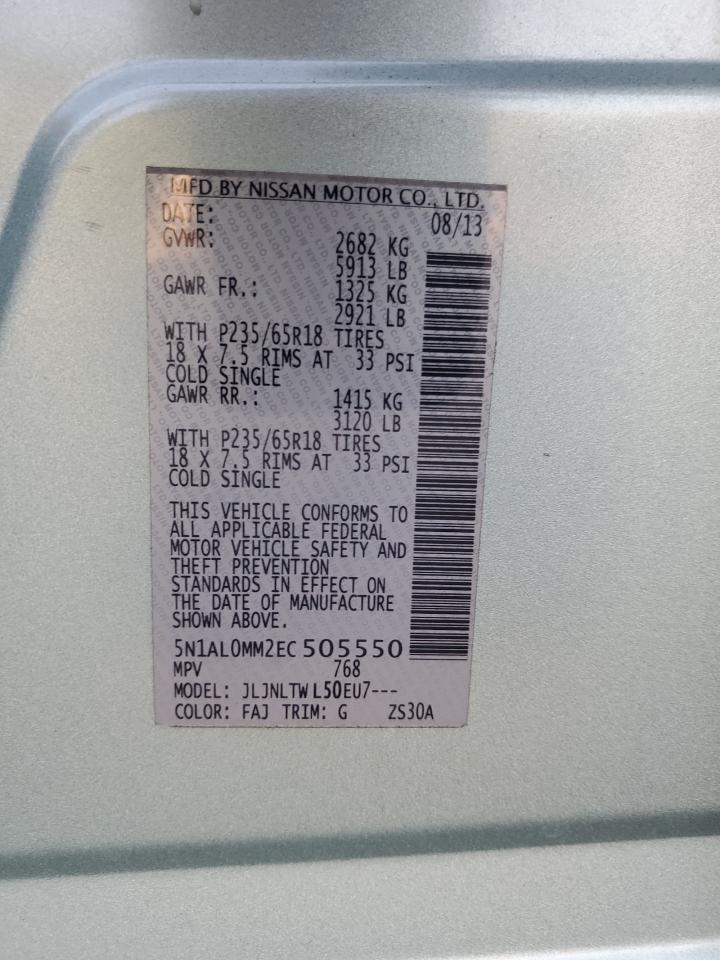 MFD BY NISSAN MOTOR CO., LTD.
DATE: 08/13
GVWR: 2682 KG
5913 LB
GAWR FR.: 1325 KG
2921 LB
WITH P235/65R18 TIRES
18 X 7.5 RIMS AT 33 PSI
COLD SINGLE
GAWR RR.: 1415 KG
3120 LB
WITH P235/65R18 TIRES
18 X 7.5 RIMS AT 33 PSI
COLD SINGLE
THIS VEHICLE CONFORMS TO
ALL APPLICABLE FEDERAL
MOTOR VEHICLE SAFETY AND
THEFT PREVENTION
STANDARDS IN EFFECT ON
THE DATE OF MANUFACTURE
SHOWN ABOVE.
5N1AL0MM2EC 505550
MPV 768
MODEL: JLJNLTWL50EU7---
COLOR: FAJ TRIM: G ZS30A